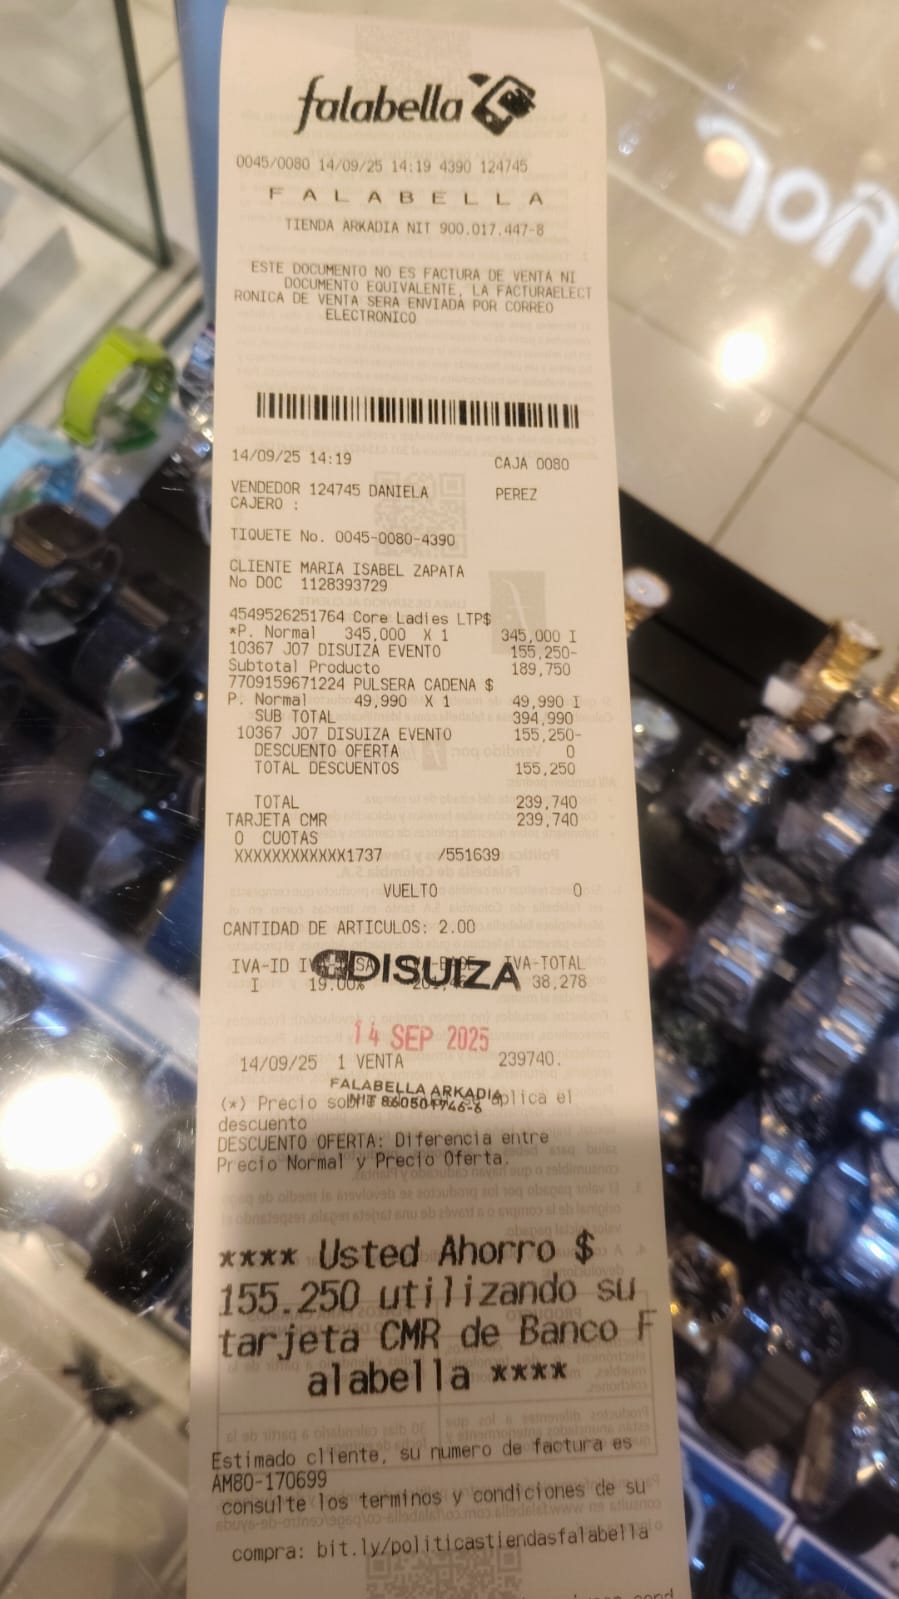 falabella
0045/0080 14/09/25 14:19 4390 124745
F A L A B E L L A
TIENDA ARKADIA NIT 900.017.447-8
ESTE DOCUMENTO NO ES FACTURA DE VENTA NI
DOCUMENTO EQUIVALENTE, LA FACTURAELECT
RONICA DE VENTA SERA ENVIADA POR CORREO
ELECTRONICO
14/09/25 14:19 CAJA 0080
VENDEDOR 124745 DANIELA PEREZ
CAJERO :
TIQUETE No. 0045-0080-4390
CLIENTE MARIA ISABEL ZAPATA
No DOC 1128393729
4549526251764 Core Ladies LTP$
*P. Normal 345,000 X 1 345,000 I
10367 J07 DISUIZA EVENTO 155,250-
Subtotal Producto 189,750
7709159671224 PULSERA CADENA $
P. Normal 49,990 X 1 49,990 I
SUB TOTAL 394,990
10367 J07 DISUIZA EVENTO 155,250-
DESCUENTO OFERTA 0
TOTAL DESCUENTOS 155,250
TOTAL 239,740
TARJETA CMR 239,740
0 CUOTAS
XXXXXXXXXXXX1737 /551639
VUELTO 0
CANTIDAD DE ARTICULOS: 2.00
IVA-ID IVA-TOTAL
DISUIZA
I 19.00% 38,278
14 SEP 2025
14/09/25 1 VENTA 239740.
FALABELLA ARKADIA
NIT 860501746-6
(*) Precio aplica el
descuento
DESCUENTO OFERTA: Diferencia entre
Precio Normal y Precio Oferta.
**** Usted Ahorro $
155.250 utilizando su
tarjeta CMR de Banco F
alabella ****
Estimado cliente, su numero de factura es
AM80-170699
consulte los terminos y condiciones de su
compra: bit.ly/politicastiendasfalabella